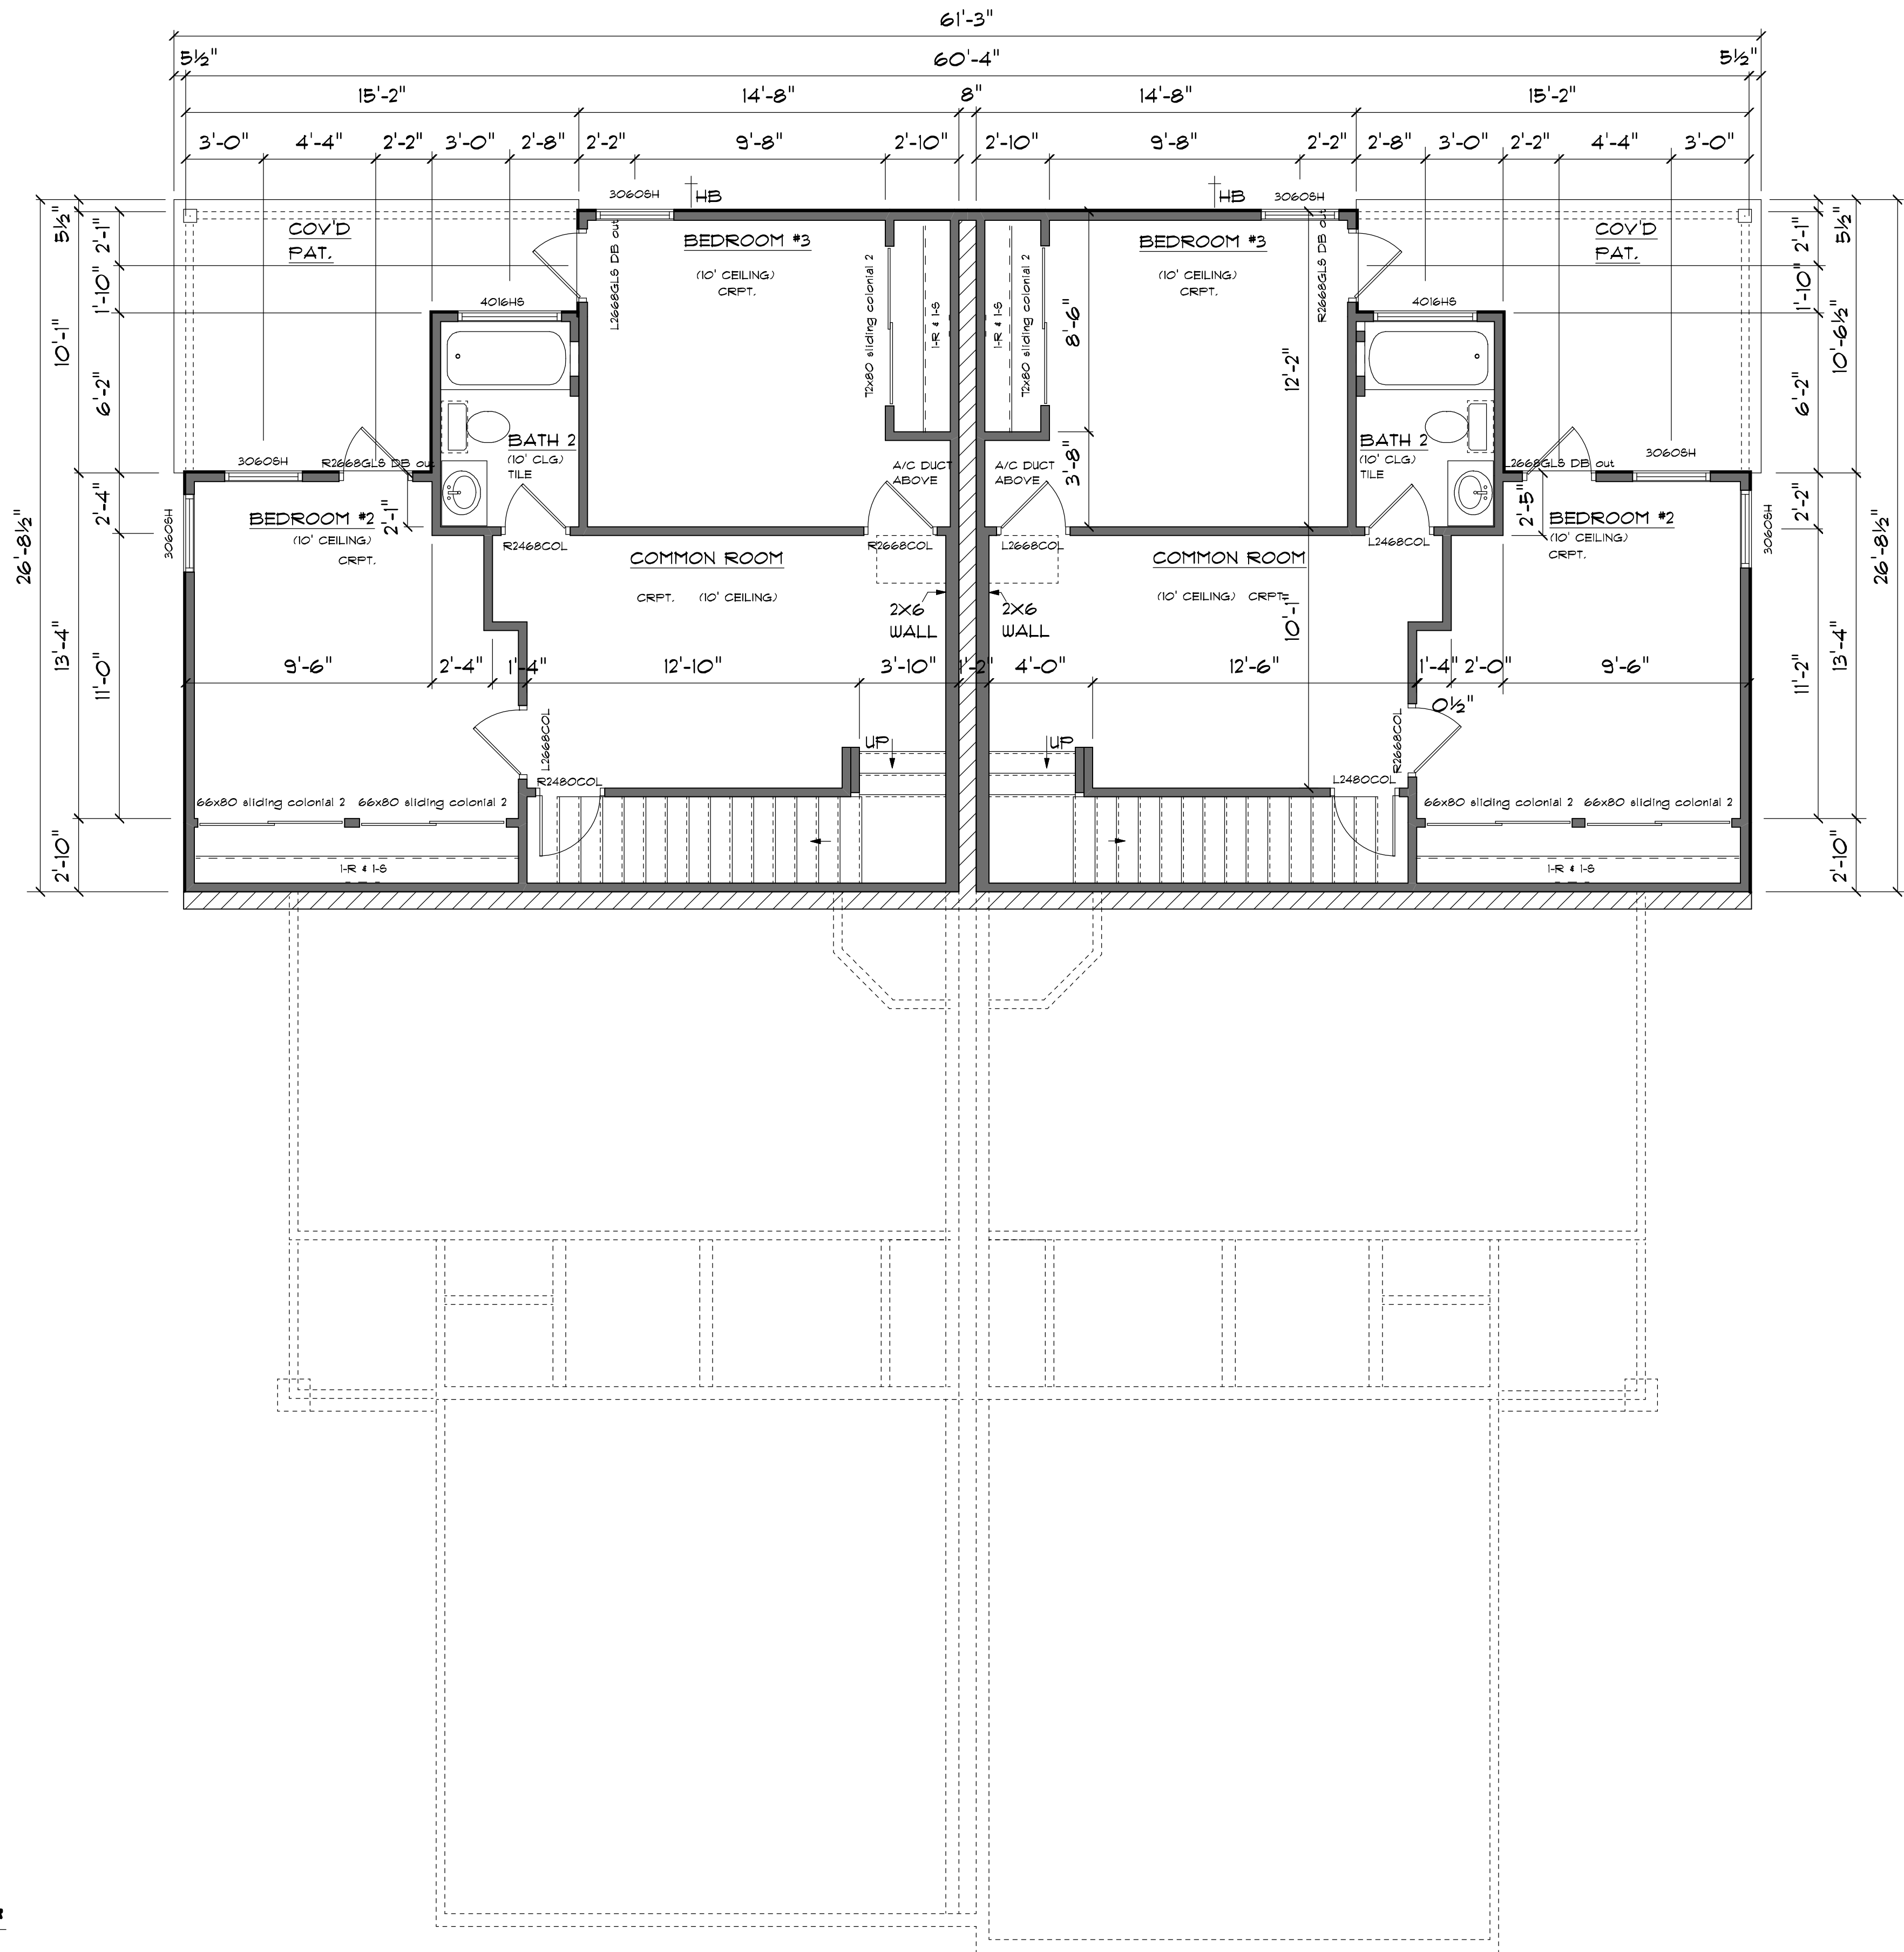 61'-3"
5½" 60'-4" 5½"
15'-2" 14'-8" 8" 14'-8" 15'-2"
3'-0" 4'-4" 2'-2" 3'-0" 2'-8" 2'-2" 9'-8" 2'-10" 2'-10" 9'-8" 2'-2" 2'-8" 3'-0" 2'-2" 4'-4" 3'-0"
3060SH HB HB 3060SH
26'-8½"
5½"
10'-1"
13'-4"
2'-10"
2'-1"
1'-10"
6'-2"
2'-4"
11'-0"
COV'D
PAT.
L2668GLS DB out
BEDROOM #3
(10' CEILING)
CRPT.
4016HS
72x80 sliding colonial 2
1-R & 1-S
BATH 2
(10' CLG)
TILE
A/C DUCT
ABOVE
3060SH
R2668GLS DB out
3060SH
BEDROOM #2
(10' CEILING)
CRPT.
2'-1"
R2468COL
R2668COL
COMMON ROOM
CRPT. (10' CEILING)
2X6
WALL
9'-6" 2'-4" 1'-4" 12'-10" 3'-10" 1'-2" 4'-0" 12'-6" 1'-4" 2'-0" 9'-6"
L2668COL
R2480COL
UP
66x80 sliding colonial 2 66x80 sliding colonial 2
1-R & 1-S
1-R & 1-S
72x80 sliding colonial 2
8'-6"
3'-8"
BEDROOM #3
(10' CEILING)
CRPT.
12'-2"
R2668GLS DB out
COV'D
PAT.
4016HS
BATH 2
(10' CLG)
TILE
A/C DUCT
ABOVE
3060SH
L2668GLS DB out
2'-5"
BEDROOM #2
(10' CEILING)
CRPT.
3060SH
L2668COL
L2468COL
COMMON ROOM
(10' CEILING) CRPT.
10'-1"
2X6
WALL
0½"
R2668COL
L2480COL
UP
66x80 sliding colonial 2 66x80 sliding colonial 2
1-R & 1-S
2'-1"
1'-10"
6'-2"
2'-2"
11'-2"
5½"
10'-6½"
13'-4"
2'-10"
26'-8½"